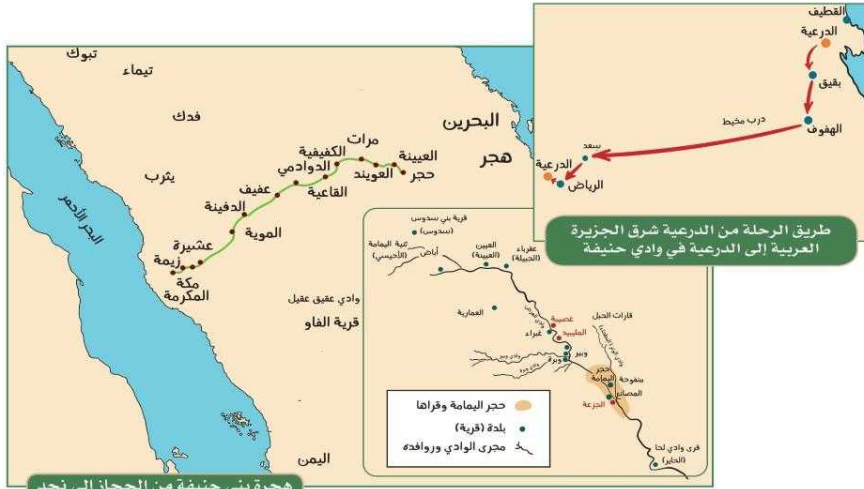 تبوك
تيماء
فدك
يثرب
البحر الأحمر
البحرين
هجر
العيينة
حجر
مرات
العويند
الكفيفية
الدوادمي
القاعية
عفيف
الدفينة
الموية
عشيرة
زيمة
مكة
المكرمة
وادي عقيق عقيل
قرية الفاو
اليمن
هجرة بني حنيفة من الحجاز إلى نجد
القطيف
الدرعية
بقيق
الهفوف
درب مخيط
سعد
الدرعية
الرياض
طريق الرحلة من الدرعية شرق الجزيرة
العربية إلى الدرعية في وادي حنيفة
قرية بني سدوس
(سدوس)
ثنية اليمامة
(الأحيسي)
أباض
العيين
(العيينة)
عقرباء
(الجبيلة)
العمارية
غصيبة
المليبيد
غبراء
وبير
وبرة
قارات الحبل
حجر
اليمامة
منفوحة
المصانع
الجزعة
قرى وادي لحا
(الحاير)
حجر اليمامة وقراها
بلدة (قرية)
مجرى الوادي وروافده